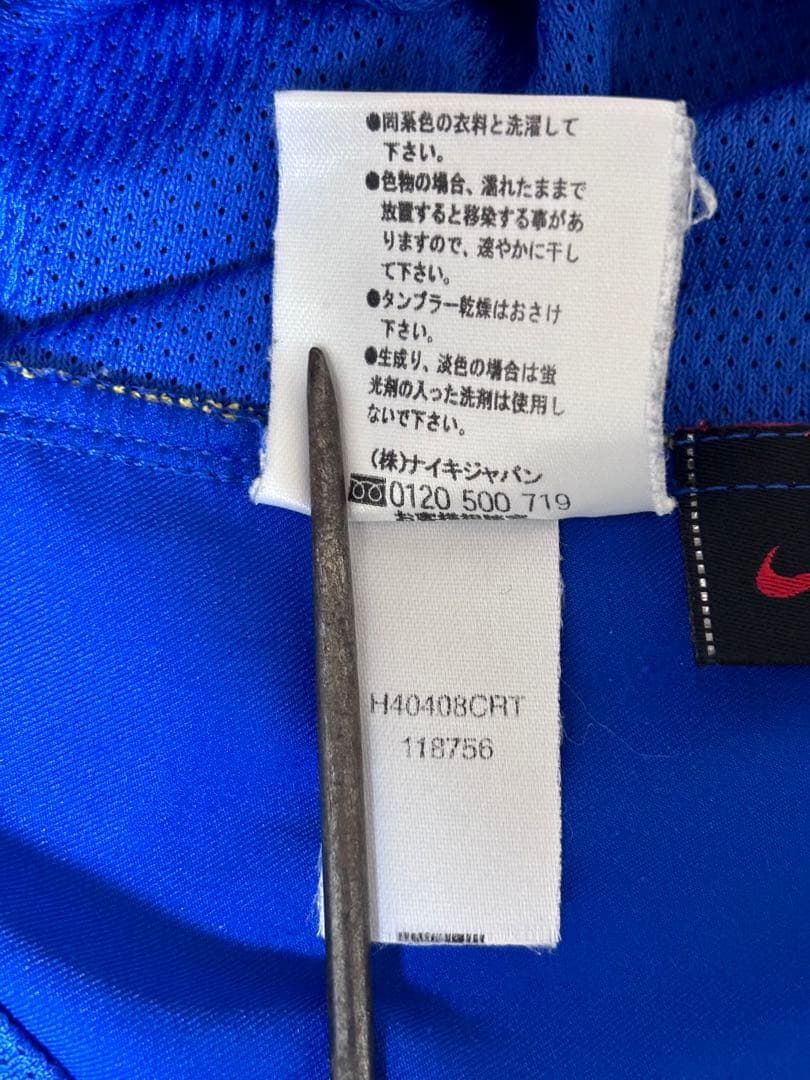 ●同系色の衣料と洗濯して
下さい。
●色物の場合、濡れたままで
放置すると移染する事があ
りますので、速やかに干し
て下さい。
●タンブラー乾燥はおさけ
下さい。
●生成り、淡色の場合は蛍
光剤の入った洗剤は使用し
ないで下さい。
(株)ナイキジャパン
0120 500 719
H40408CRT
118756